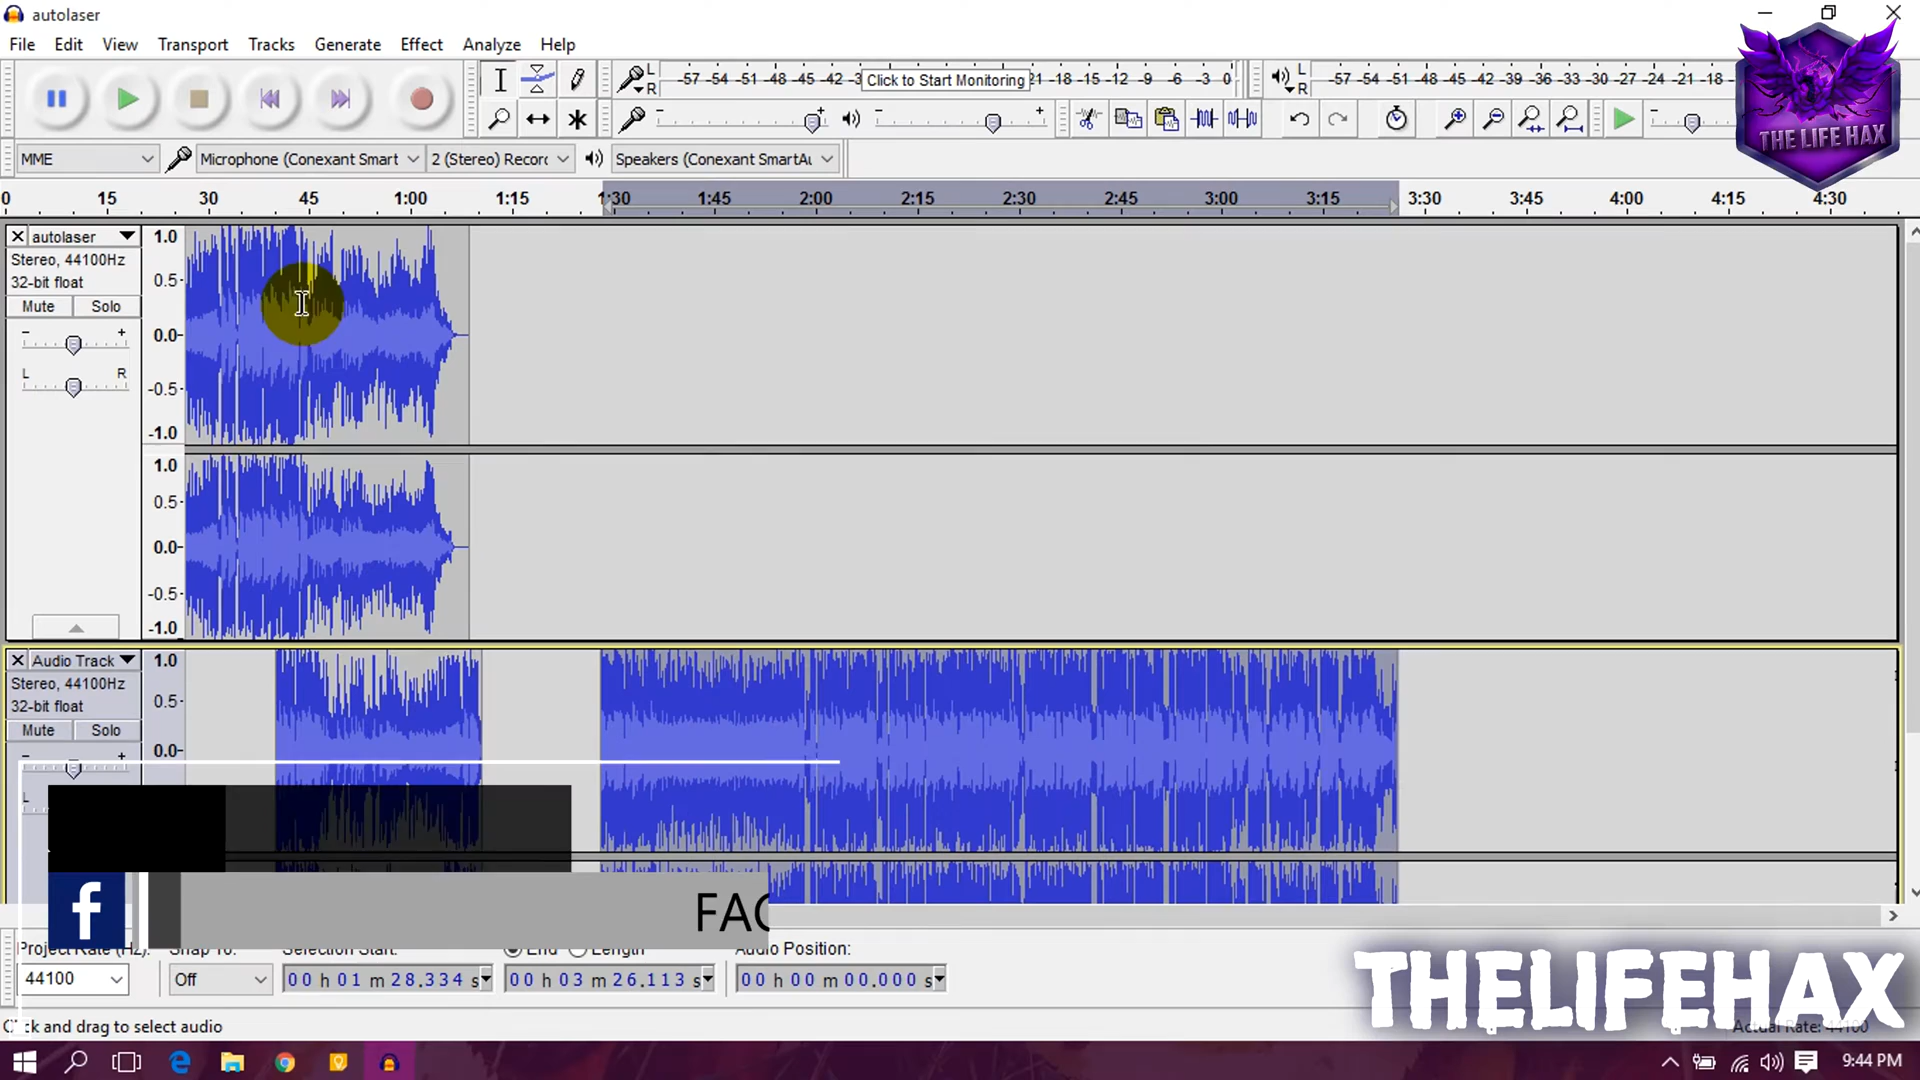 autolaser
File Edit View Transport Tracks Generate Effect Analyze Help
L
R
-57 -54 -51 -48 -45 -42 -3 Click to Start Monitoring 21 -18 -15 -12 -9 -6 -3 0
L
R
-57 -54 -51 -48 -45 -42 -39 -36 -33 -30 -27 -24 -21 -18
THE LIFE HAX
MME
Microphone (Conexant Smart
2 (Stereo) Recor
Speakers (Conexant SmartAu
0 15 30 45 1:00 1:15 1:30 1:45 2:00 2:15 2:30 2:45 3:00 3:15 3:30 3:45 4:00 4:15 4:30
autolaser
Stereo, 44100Hz
32-bit float
Mute Solo
- +
L R
1.0
0.5
0.0
-0.5
-1.0
1.0
0.5
0.0
-0.5
-1.0
Audio Track
Stereo, 44100Hz
32-bit float
Mute Solo
- +
L
1.0
0.5
0.0
f
FAC
Project Rate (Hz):
Snap To:
Selection Start:
End Length
Audio Position:
44100
Off
00 h 01 m 28.334 s
00 h 03 m 26.113 s
00 h 00 m 00.000 s
THELIFEHAX
Click and drag to select audio
Actual Rate: 44100
9:44 PM